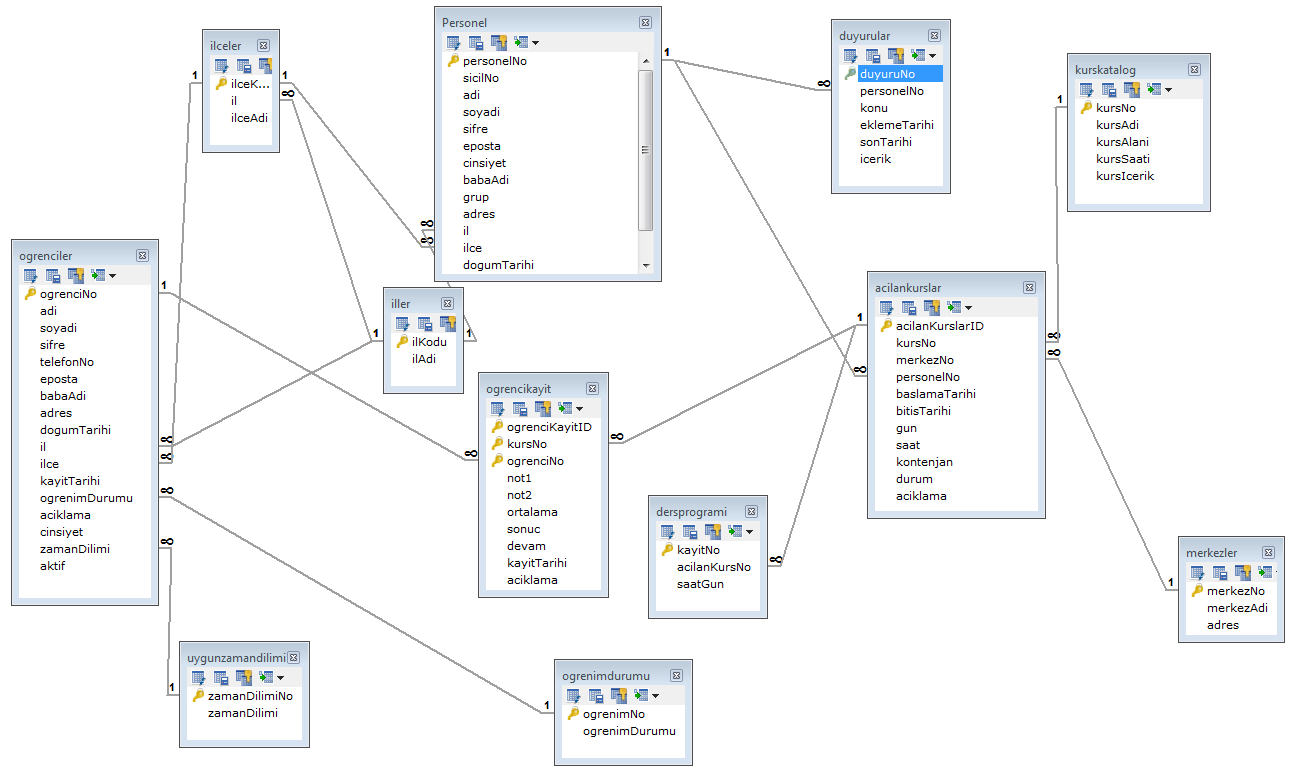 ilceler
ilceK...
il
ilceAdi
Personel
personelNo
sicilNo
adi
soyadi
sifre
eposta
cinsiyet
babaAdi
grup
adres
il
ilce
dogumTarihi
duyurular
duyuruNo
personelNo
konu
eklemeTarihi
sonTarihi
icerik
kurskatalog
kursNo
kursAdi
kursAlani
kursSaati
kursIcerik
ogrenciler
ogrenciNo
adi
soyadi
sifre
telefonNo
eposta
babaAdi
adres
dogumTarihi
il
ilce
kayitTarihi
ogrenimDurumu
aciklama
cinsiyet
zamanDilimi
aktif
iller
ilKodu
ilAdi
ogrencikayit
ogrenciKayitID
kursNo
ogrenciNo
not1
not2
ortalama
sonuc
devam
kayitTarihi
aciklama
acilankurslar
acilanKurslarID
kursNo
merkezNo
personelNo
baslamaTarihi
bitisTarihi
gun
saat
kontenjan
durum
aciklama
dersprogrami
kayitNo
acilanKursNo
saatGun
merkezler
merkezNo
merkezAdi
adres
uygunzamandilimi
zamanDilimiNo
zamanDilimi
ogrenimdurumu
ogrenimNo
ogrenimDurumu
1
1
∞
1
∞
1
∞
∞
1
1
1
1
∞
∞
∞
∞
∞
∞
∞
∞
∞
1
∞
∞
1
1
1